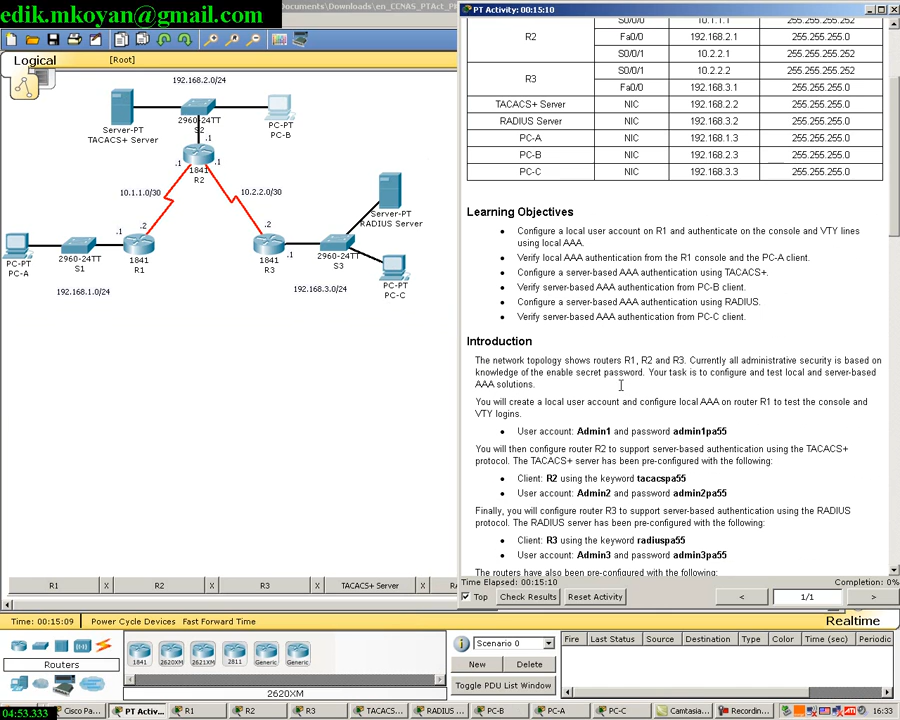 edik.mkoyan@gmail.com
Documents\Downloads\en_CCNAS_PTAct_P
PT Activity: 00:15:10
Logical
[Root]
192.168.2.0/24
Server-PT
TACACS+ Server
2960-24TT
S2
PC-PT
PC-B
.1
.1
.1
1841
R2
10.1.1.0/30
10.2.2.0/30
Server-PT
RADIUS Server
.2
.2
PC-PT
PC-A
2960-24TT
S1
.1
1841
R1
1841
R3
.1
2960-24TT
S3
PC-PT
PC-C
192.168.1.0/24
192.168.3.0/24
S0/0/0 10.1.1.1 255.255.255.252
R2 Fa0/0 192.168.2.1 255.255.255.0
S0/0/1 10.2.2.1 255.255.255.252
R3 S0/0/1 10.2.2.2 255.255.255.252
Fa0/0 192.168.3.1 255.255.255.0
TACACS+ Server NIC 192.168.2.2 255.255.255.0
RADIUS Server NIC 192.168.3.2 255.255.255.0
PC-A NIC 192.168.1.3 255.255.255.0
PC-B NIC 192.168.2.3 255.255.255.0
PC-C NIC 192.168.3.3 255.255.255.0
Learning Objectives
• Configure a local user account on R1 and authenticate on the console and VTY lines
using local AAA.
• Verify local AAA authentication from the R1 console and the PC-A client.
• Configure a server-based AAA authentication using TACACS+.
• Verify server-based AAA authentication from PC-B client.
• Configure a server-based AAA authentication using RADIUS.
• Verify server-based AAA authentication from PC-C client.
Introduction
The network topology shows routers R1, R2 and R3. Currently all administrative security is based on
knowledge of the enable secret password. Your task is to configure and test local and server-based
AAA solutions.
You will create a local user account and configure local AAA on router R1 to test the console and
VTY logins.
• User account: Admin1 and password admin1pa55
You will then configure router R2 to support server-based authentication using the TACACS+
protocol. The TACACS+ server has been pre-configured with the following:
• Client: R2 using the keyword tacacspa55
• User account: Admin2 and password admin2pa55
Finally, you will configure router R3 to support server-based authentication using the RADIUS
protocol. The RADIUS server has been pre-configured with the following:
• Client: R3 using the keyword radiuspa55
• User account: Admin3 and password admin3pa55
The routers have also been pre-configured with the following:
R1 X R2 X R3 X TACACS+ Server X RA
Time Elapsed: 00:15:10 Completion: 0%
Top Check Results Reset Activity < 1/1 >
Time: 00:15:09 Power Cycle Devices Fast Forward Time Realtime
Routers
1841 2620XM 2621XM 2811 Generic Generic
2620XM
Scenario 0
New Delete
Toggle PDU List Window
Fire Last Status Source Destination Type Color Time (sec) Periodic
04:53.333 Cisco Pa... PT Activ... R1 R2 R3 TACACS... RADIUS ... PC-B PC-A PC-C Camtasia... Recordin... 16:33